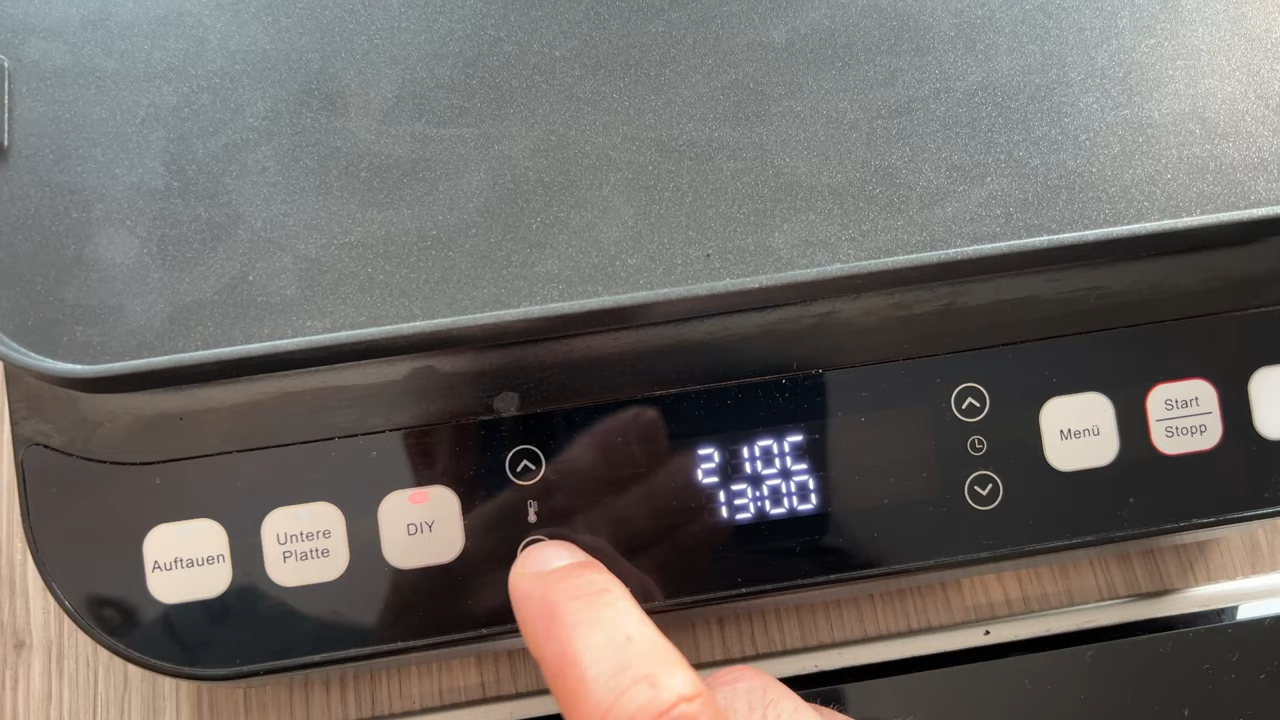 Auftauen
Untere
Platte
DIY
210C
13:00
Menü
Start
Stopp